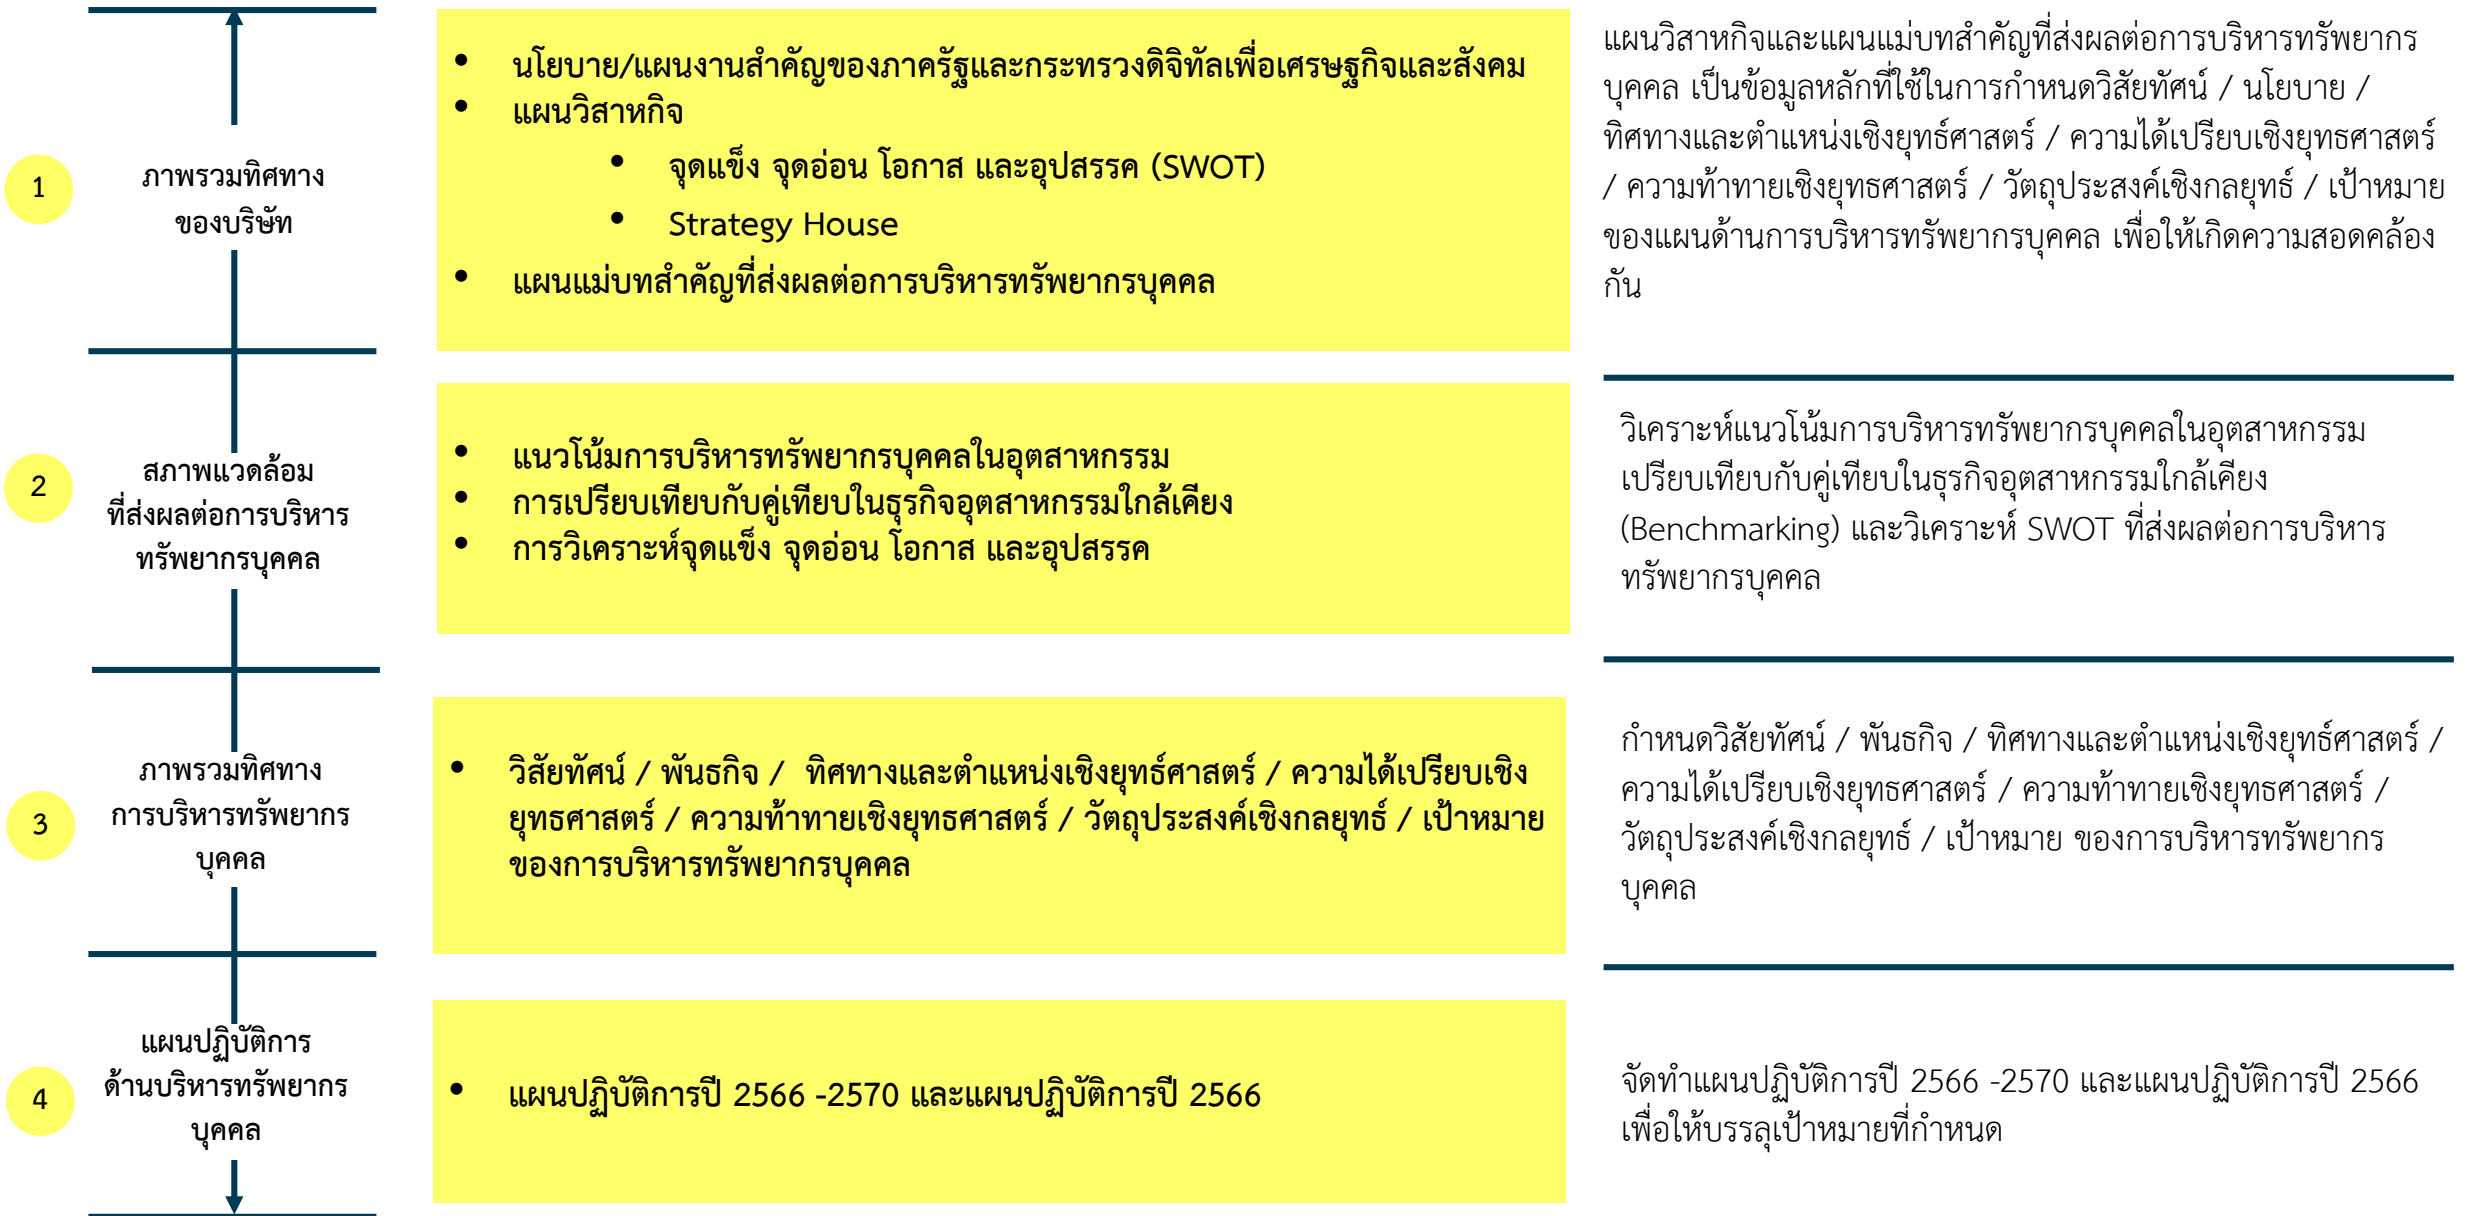 1
ภาพรวมทิศทาง
ของบริษัท
• นโยบาย/แผนงานสำคัญของภาครัฐและกระทรวงดิจิทัลเพื่อเศรษฐกิจและสังคม
• แผนวิสาหกิจ
• จุดแข็ง จุดอ่อน โอกาส และอุปสรรค (SWOT)
• Strategy House
• แผนแม่บทสำคัญที่ส่งผลต่อการบริหารทรัพยากรบุคคล
แผนวิสาหกิจและแผนแม่บทสำคัญที่ส่งผลต่อการบริหารทรัพยากร
บุคคล เป็นข้อมูลหลักที่ใช้ในการกำหนดวิสัยทัศน์ / นโยบาย /
ทิศทางและตำแหน่งเชิงยุทธ์ศาสตร์ / ความได้เปรียบเชิงยุทธศาสตร์
/ ความท้าทายเชิงยุทธศาสตร์ / วัตถุประสงค์เชิงกลยุทธ์ / เป้าหมาย
ของแผนด้านการบริหารทรัพยากรบุคคล เพื่อให้เกิดความสอดคล้อง
กัน
2
สภาพแวดล้อม
ที่ส่งผลต่อการบริหาร
ทรัพยากรบุคคล
• แนวโน้มการบริหารทรัพยากรบุคคลในอุตสาหกรรม
• การเปรียบเทียบกับคู่เทียบในธุรกิจอุตสาหกรรมใกล้เคียง
• การวิเคราะห์จุดแข็ง จุดอ่อน โอกาส และอุปสรรค
วิเคราะห์แนวโน้มการบริหารทรัพยากรบุคคลในอุตสาหกรรม
เปรียบเทียบกับคู่เทียบในธุรกิจอุตสาหกรรมใกล้เคียง
(Benchmarking) และวิเคราะห์ SWOT ที่ส่งผลต่อการบริหาร
ทรัพยากรบุคคล
3
ภาพรวมทิศทาง
การบริหารทรัพยากร
บุคคล
• วิสัยทัศน์ / พันธกิจ / ทิศทางและตำแหน่งเชิงยุทธ์ศาสตร์ / ความได้เปรียบเชิง
ยุทธศาสตร์ / ความท้าทายเชิงยุทธศาสตร์ / วัตถุประสงค์เชิงกลยุทธ์ / เป้าหมาย
ของการบริหารทรัพยากรบุคคล
กำหนดวิสัยทัศน์ / พันธกิจ / ทิศทางและตำแหน่งเชิงยุทธ์ศาสตร์ /
ความได้เปรียบเชิงยุทธศาสตร์ / ความท้าทายเชิงยุทธศาสตร์ /
วัตถุประสงค์เชิงกลยุทธ์ / เป้าหมาย ของการบริหารทรัพยากร
บุคคล
4
แผนปฏิบัติการ
ด้านบริหารทรัพยากร
บุคคล
• แผนปฏิบัติการปี 2566 -2570 และแผนปฏิบัติการปี 2566
จัดทำแผนปฏิบัติการปี 2566 -2570 และแผนปฏิบัติการปี 2566
เพื่อให้บรรลุเป้าหมายที่กำหนด